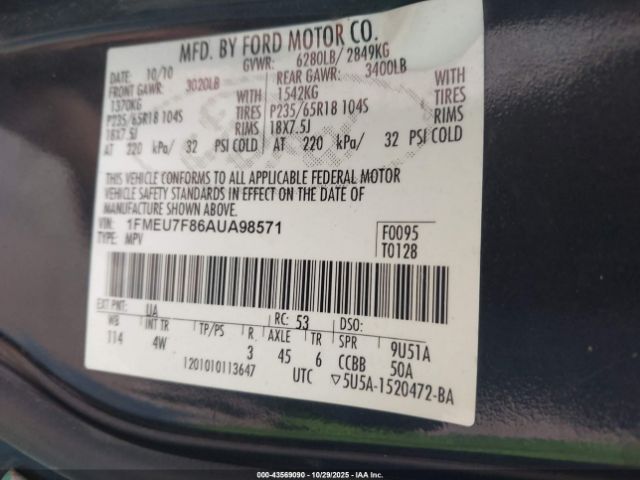 MFD. BY FORD MOTOR CO.
DATE: 10/10 GVWR: 6280LB/ 2849KG
FRONT GAWR: 3020LB REAR GAWR: 3400LB
1370KG WITH 1542KG WITH
P235/65R18 104S TIRES P235/65R18 104S TIRES
18X7.5J RIMS 18X7.5J RIMS
AT 220 kPa/ 32 PSI COLD AT 220 kPa/ 32 PSI COLD
THIS VEHICLE CONFORMS TO ALL APPLICABLE FEDERAL MOTOR
VEHICLE SAFETY STANDARDS IN EFFECT ON THE DATE OF
MANUFACTURE SHOWN ABOVE.
VIN: 1FMEU7F86AUA98571 F0095
TYPE: MPV T0128
EXT PNT: UA RC: 53 DSO:
WB INT TR TP/PS R AXLE TR SPR 9U51A
114 4W 3 45 6 CCBB 50A
1201010113647 UTC ▽5U5A-1520472-BA
00-43569090 10/29/2025 IAA, Inc.